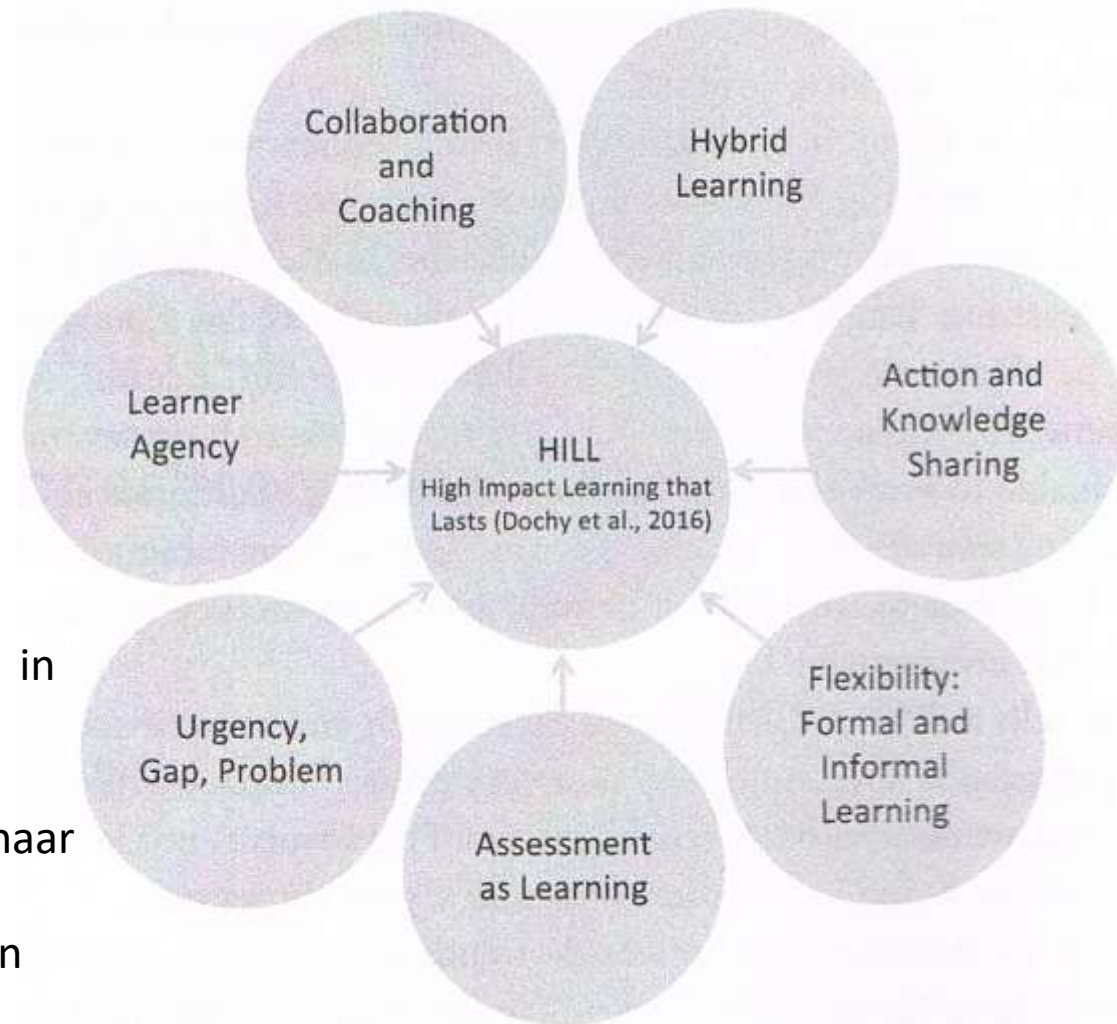 Collaboration
and
Coaching
Hybrid
Learning
Learner
Agency
Action and
Knowledge
Sharing
HILL
High Impact Learning that
Lasts (Dochy et al., 2016)
Urgency,
Gap, Problem
Flexibility:
Formal and
Informal
Learning
Assessment
as Learning
in
naar
n